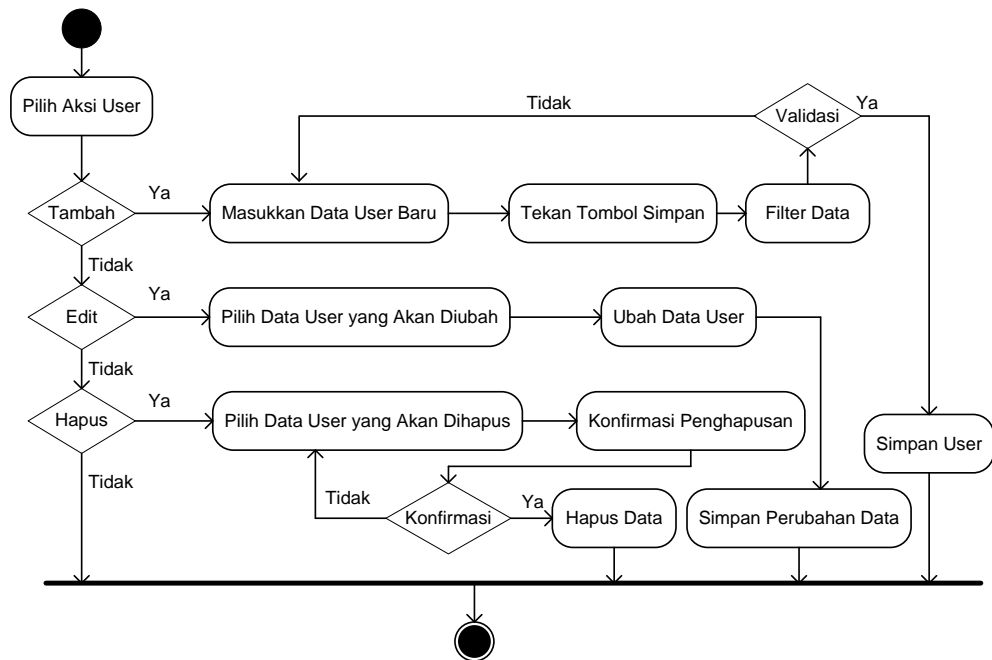 Pilih Aksi User
Tidak
Validasi
Ya
Tambah
Ya
Masukkan Data User Baru
Tekan Tombol Simpan
Filter Data
Tidak
Edit
Ya
Pilih Data User yang Akan Diubah
Ubah Data User
Tidak
Hapus
Ya
Pilih Data User yang Akan Dihapus
Konfirmasi Penghapusan
Simpan User
Tidak
Tidak
Konfirmasi
Ya
Hapus Data
Simpan Perubahan Data